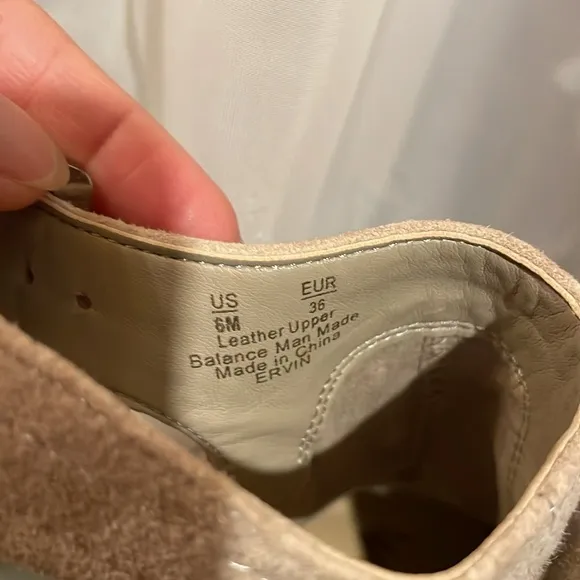 US EUR
6M 36
Leather Upper
Balance Man Made
Made in China
ERVIN